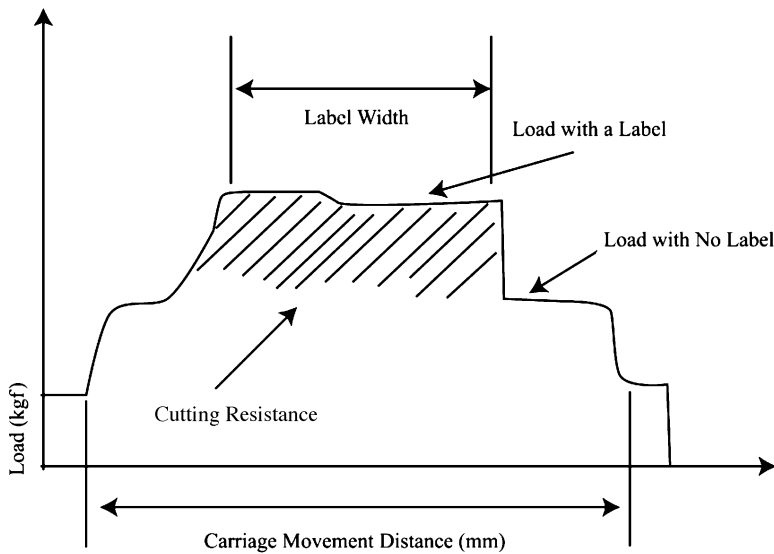 Label Width
Load with a Label
Load with No Label
Cutting Resistance
Load (kgf)
Carriage Movement Distance (mm)